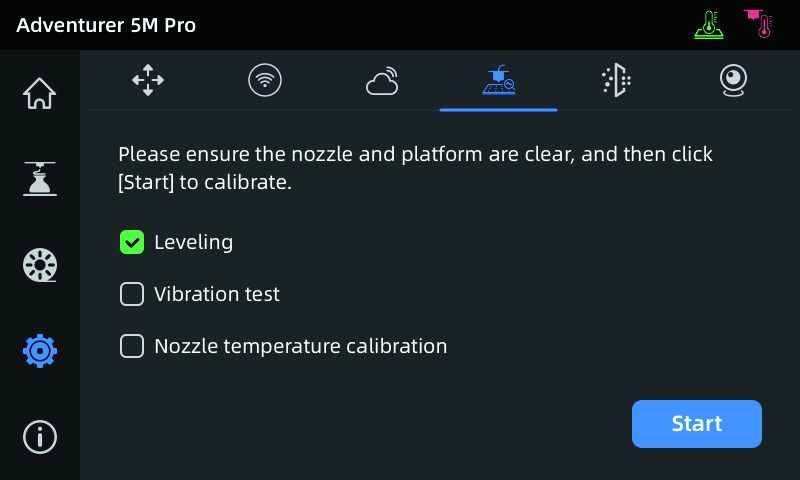 Adventurer 5M Pro
Please ensure the nozzle and platform are clear, and then click
[Start] to calibrate.
Leveling
Vibration test
Nozzle temperature calibration
Start